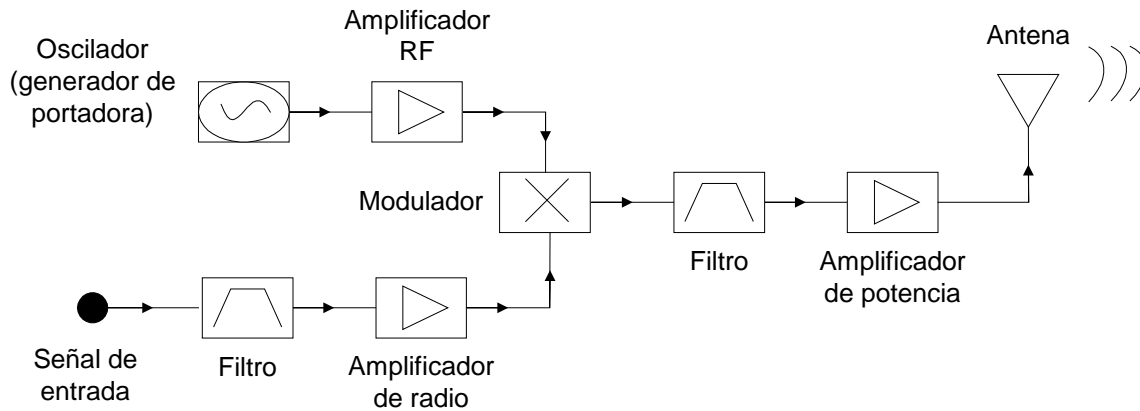 Amplificador
RF
Oscilador
(generador de
portadora)
Antena
Modulador
Filtro
Amplificador
de potencia
Señal de
entrada
Filtro
Amplificador
de radio